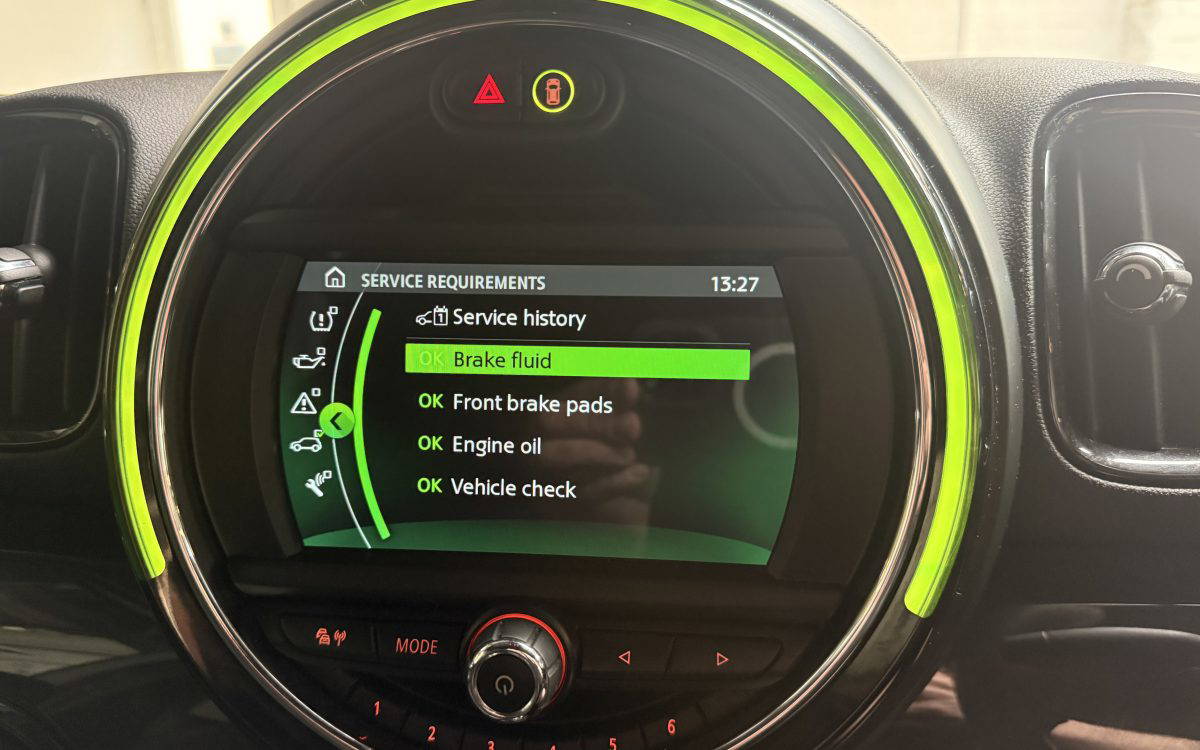 SERVICE REQUIREMENTS 13:27
1 Service history
OK Brake fluid
OK Front brake pads
OK Engine oil
OK Vehicle check
MODE
1 2 3 4 5 6